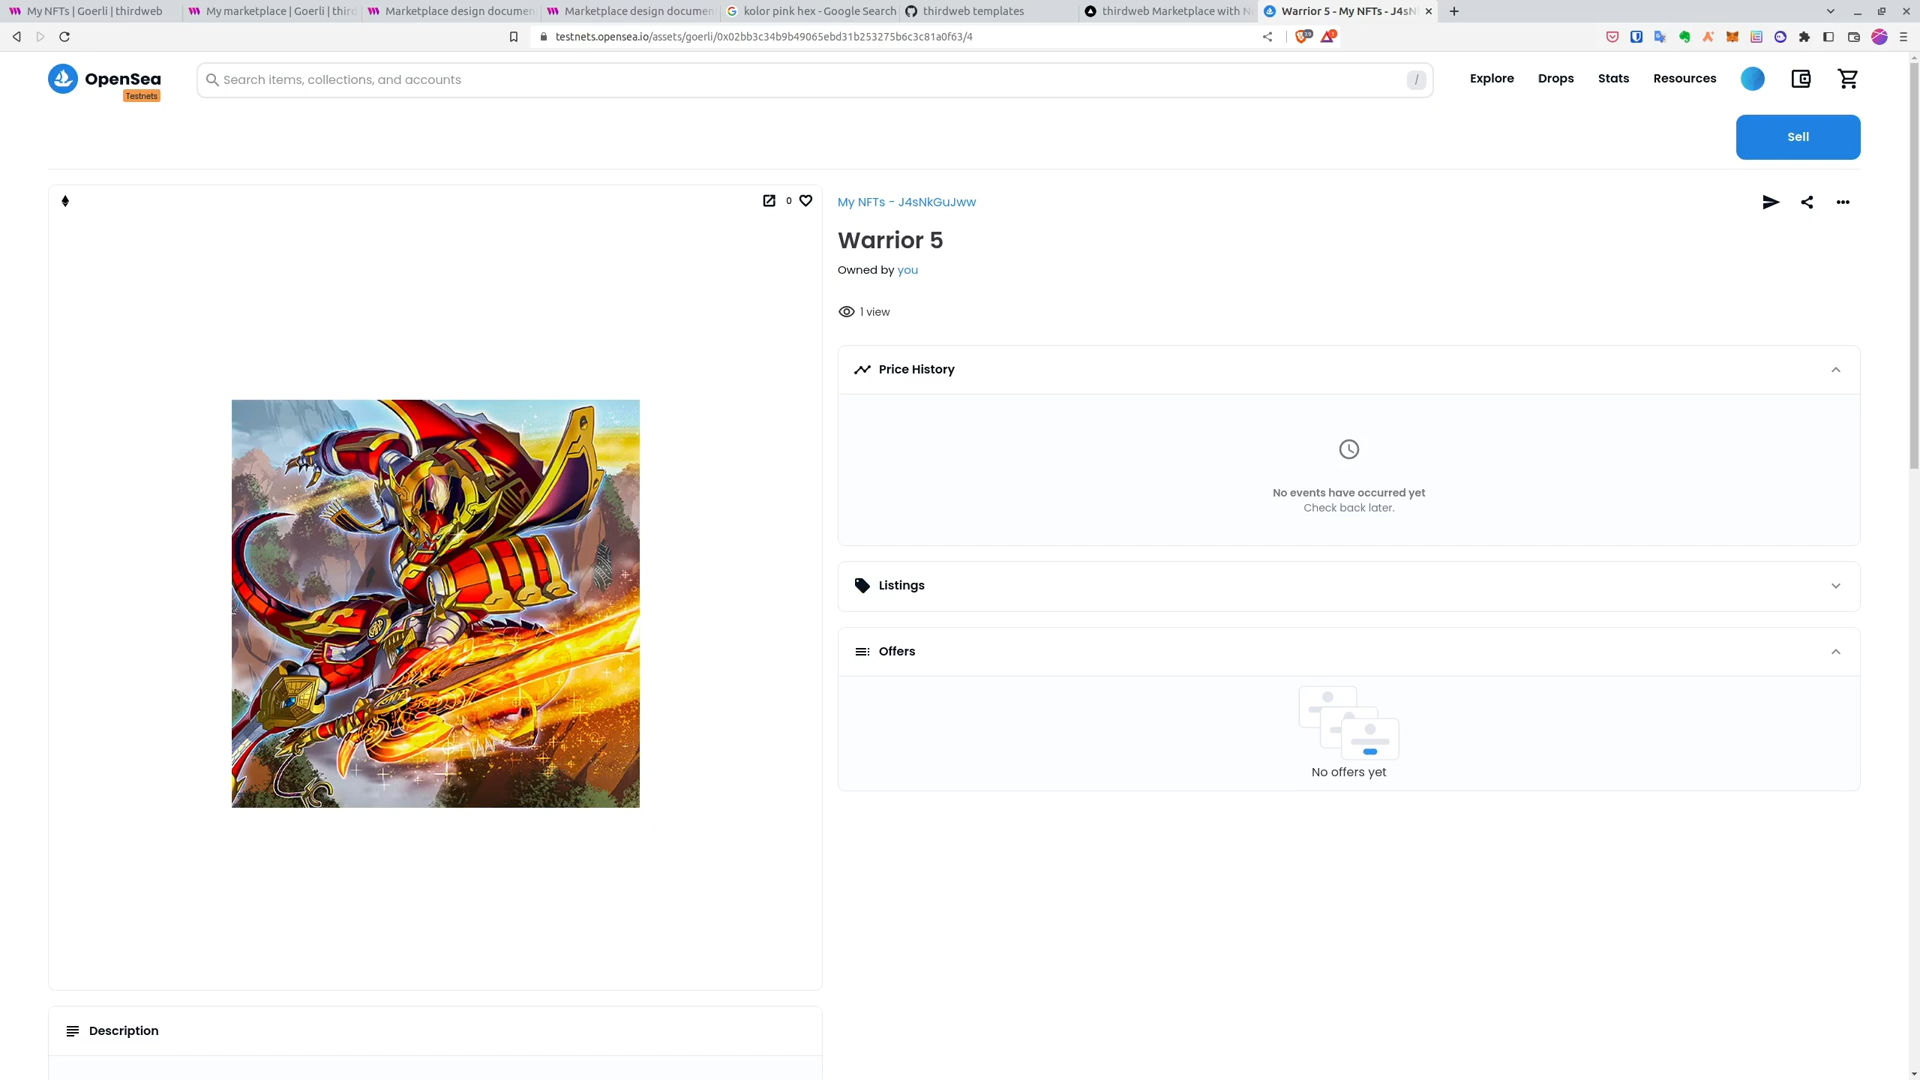 My NFTs | Goerli | thirdweb
My marketplace | Goerli | third
Marketplace design documen
Marketplace design documen
kolor pink hex - Google Search
thirdweb templates
thirdweb Marketplace with Ne
Warrior 5 - My NFTs - J4sN
testnets.opensea.io/assets/goerli/0x02bb3c34b9b49065ebd31b253275b6c3c81a0f63/4
OpenSea
Testnets
Search items, collections, and accounts
/
Explore
Drops
Stats
Resources
Sell
0
My NFTs - J4sNkGuJww
Warrior 5
Owned by you
1 view
Price History
No events have occurred yet
Check back later.
Listings
Offers
No offers yet
Description